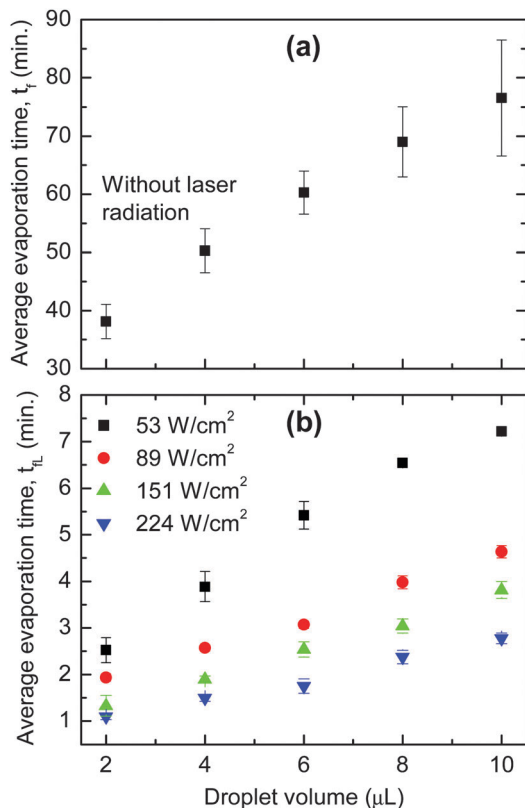 90
80
70
60
50
40
30
Average evaporation time, t_f (min.)
(a)
Without laser
radiation
8
7
6
5
4
3
2
1
Average evaporation time, t_fL (min.)
(b)
53 W/cm²
89 W/cm²
151 W/cm²
224 W/cm²
2 4 6 8 10
Droplet volume (μL)